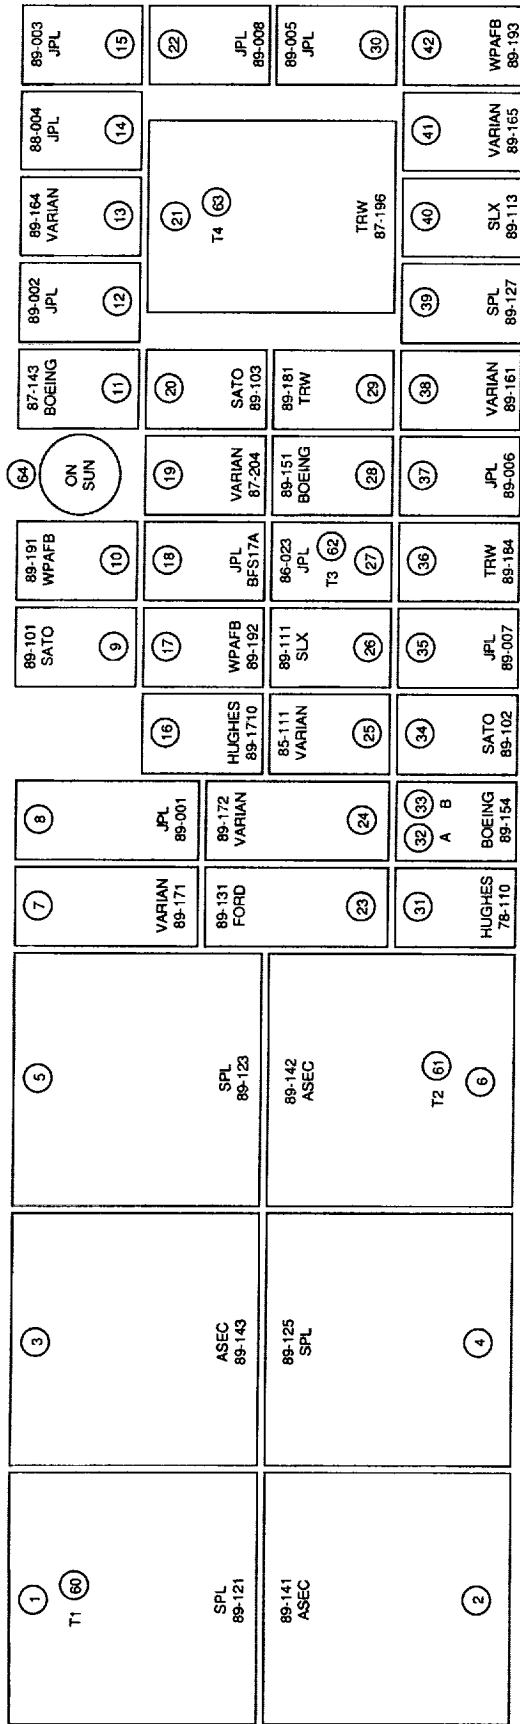 1
T1 60
SPL
89-121
3
ASEC
89-143
5
SPL
89-123
7
VARIAN
89-171
8
JPL
89-001
89-101
SATO
9
89-191
WPAFB
10
64
ON
SUN
87-143
BOEING
11
89-002
JPL
12
89-164
VARIAN
13
88-004
JPL
14
89-003
JPL
15
16
HUGHES
89-1710
17
WPAFB
89-192
18
JPL
BFS17A
19
VARIAN
87-204
20
SATO
89-103
21
T4 63
TRW
87-196
22
JPL
89-008
89-141
ASEC
2
89-125
SPL
4
89-142
ASEC
T2 61
6
89-131
FORD
23
89-172
VARIAN
24
85-111
VARIAN
25
89-111
SLX
26
86-023
JPL
T3 62
27
89-151
BOEING
28
89-181
TRW
29
89-005
JPL
30
31
HUGHES
78-110
32 33
A B
BOEING
89-154
34
SATO
89-102
35
JPL
89-007
36
TRW
89-184
37
JPL
89-006
38
VARIAN
89-161
39
SPL
89-127
40
SLX
89-113
41
VARIAN
89-165
42
WPAFB
89-193